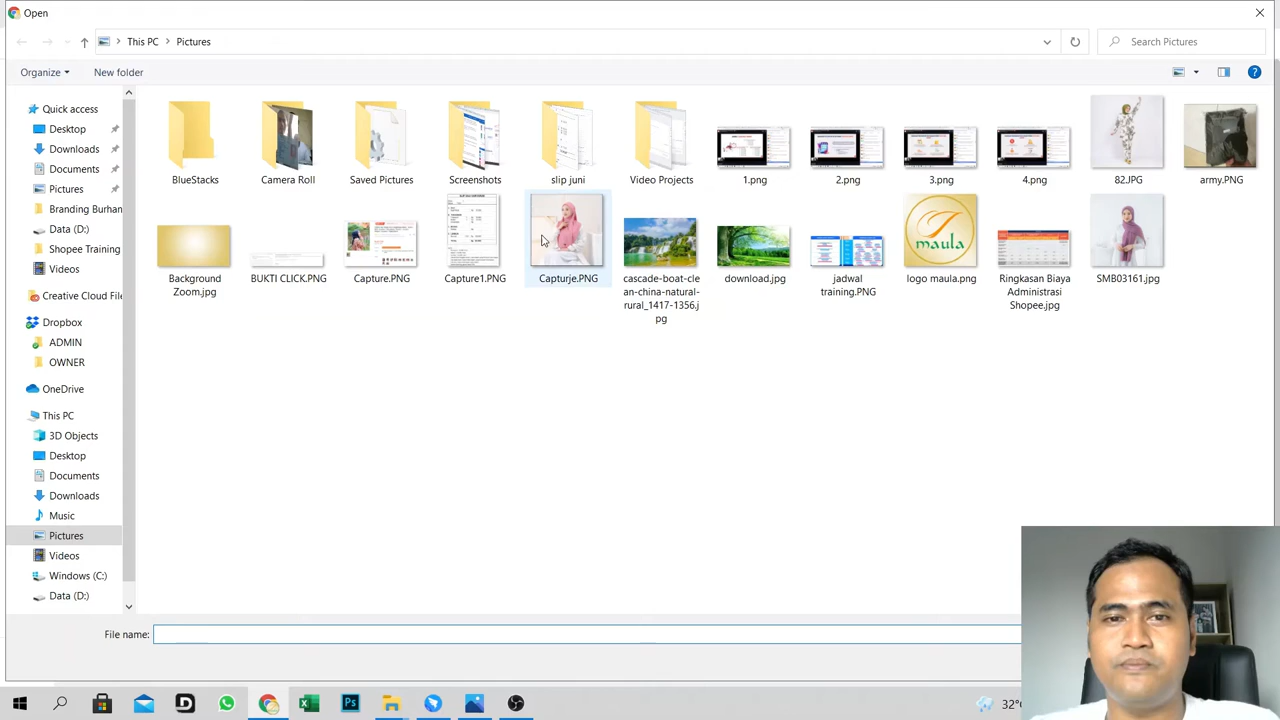 Open
This PC > Pictures
Search Pictures
Organize
New folder
Quick access
Desktop
Downloads
Documents
Pictures
Branding Burhan
Data (D:)
Shopee Training
Videos
Creative Cloud File
Dropbox
ADMIN
OWNER
OneDrive
This PC
3D Objects
Desktop
Documents
Downloads
Music
Pictures
Videos
Windows (C:)
Data (D:)
BlueStacks
Camera Roll
Saved Pictures
Screenshots
slip juni
Video Projects
1.png
2.png
3.png
4.png
82.JPG
army.PNG
Background
Zoom.jpg
BUKTI CLICK.PNG
Capture.PNG
Capture1.PNG
Capturje.PNG
cascade-boat-cle
an-china-natural-
rural_1417-1356.j
pg
download.jpg
jadwal
training.PNG
maula
logo maula.png
Ringkasan Biaya
Administrasi
Shopee.jpg
SMB03161.jpg
File name:
Ps
32°